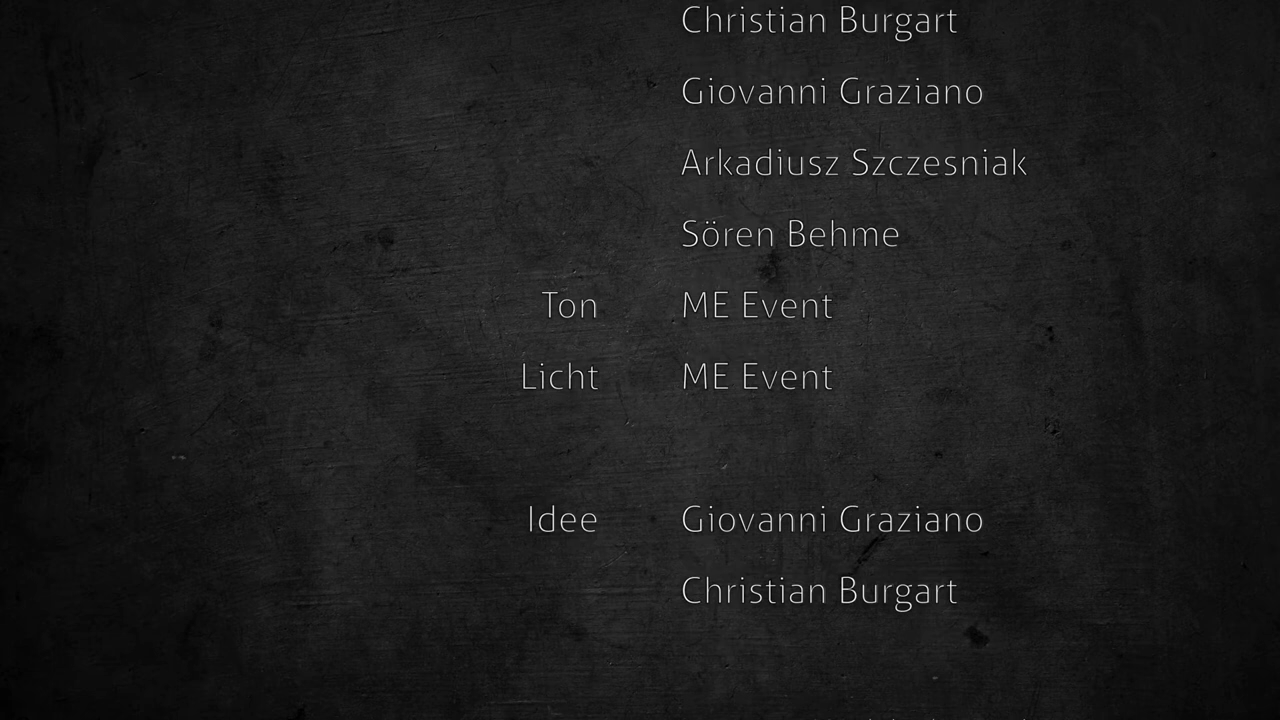 Christian Burgart
Giovanni Graziano
Arkadiusz Szczesniak
Sören Behme
Ton ME Event
Licht ME Event
Idee Giovanni Graziano
Christian Burgart